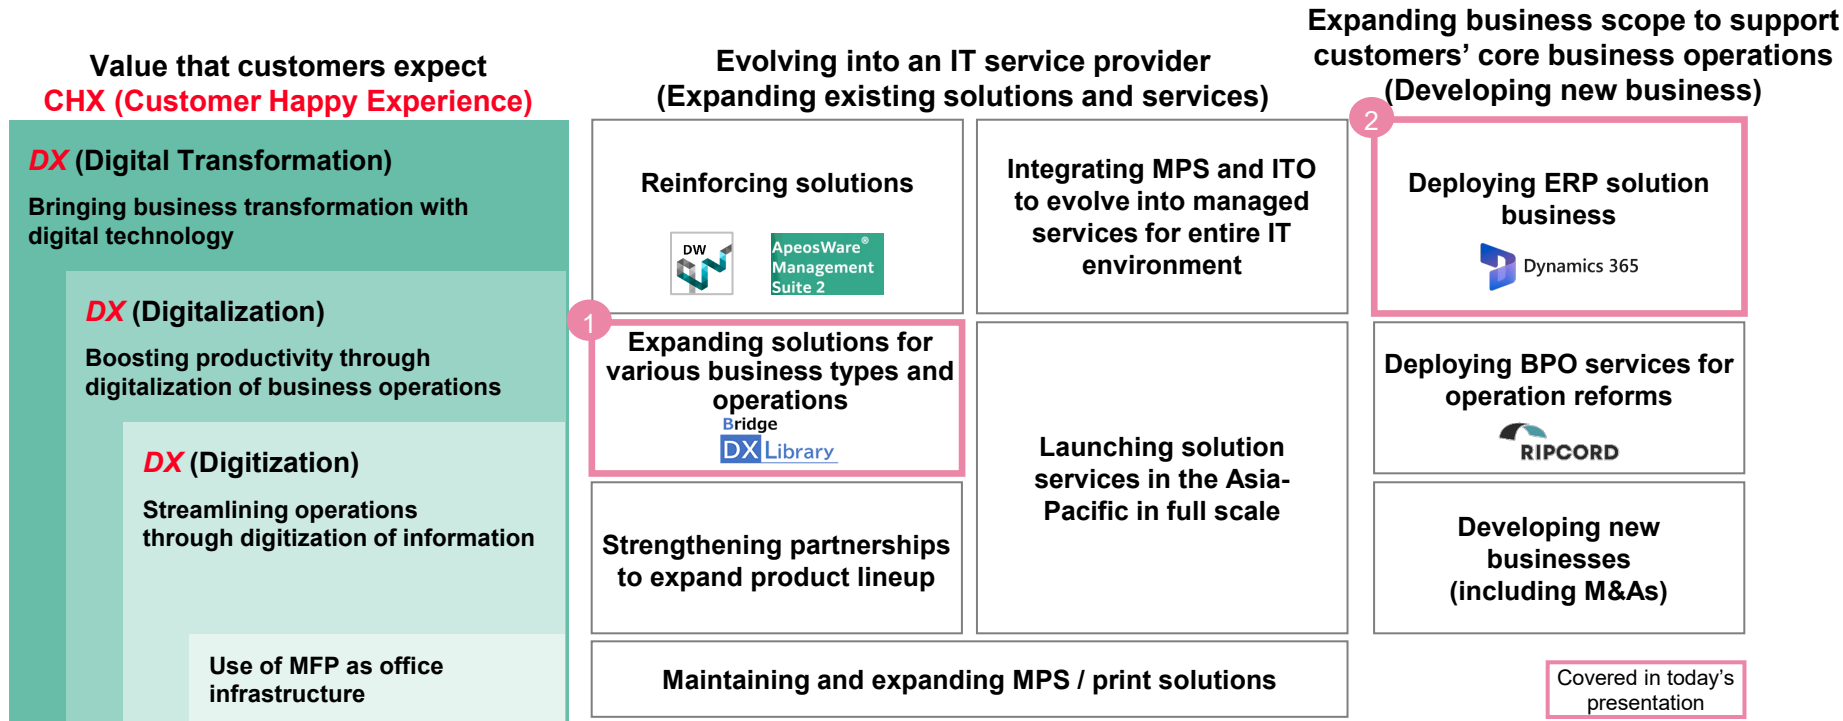 Value that customers expect
CHX (Customer Happy Experience)
DX (Digital Transformation)
Bringing business transformation with
digital technology
DX (Digitalization)
Boosting productivity through
digitalization of business operations
DX (Digitization)
Streamlining operations
through digitization of information
Use of MFP as office
infrastructure
Evolving into an IT service provider
(Expanding existing solutions and services)
Reinforcing solutions
DW
ApeosWare®
Management
Suite 2
Integrating MPS and ITO
to evolve into managed
services for entire IT
environment
1
Expanding solutions for
various business types and
operations
Bridge
DX Library
Launching solution
services in the Asia-
Pacific in full scale
Strengthening partnerships
to expand product lineup
Maintaining and expanding MPS / print solutions
Expanding business scope to support
customers’ core business operations
(Developing new business)
2
Deploying ERP solution
business
Dynamics 365
Deploying BPO services for
operation reforms
RIPCORD
Developing new
businesses
(including M&As)
Covered in today’s
presentation